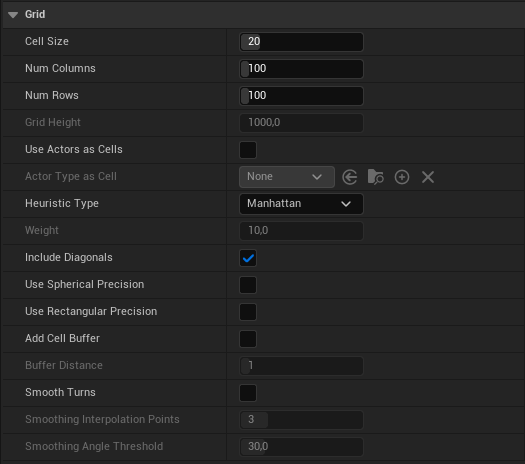 Grid
Cell Size 20
Num Columns 100
Num Rows 100
Grid Height 1000,0
Use Actors as Cells
Actor Type as Cell None
Heuristic Type Manhattan
Weight 10,0
Include Diagonals
Use Spherical Precision
Use Rectangular Precision
Add Cell Buffer
Buffer Distance 1
Smooth Turns
Smoothing Interpolation Points 3
Smoothing Angle Threshold 30,0